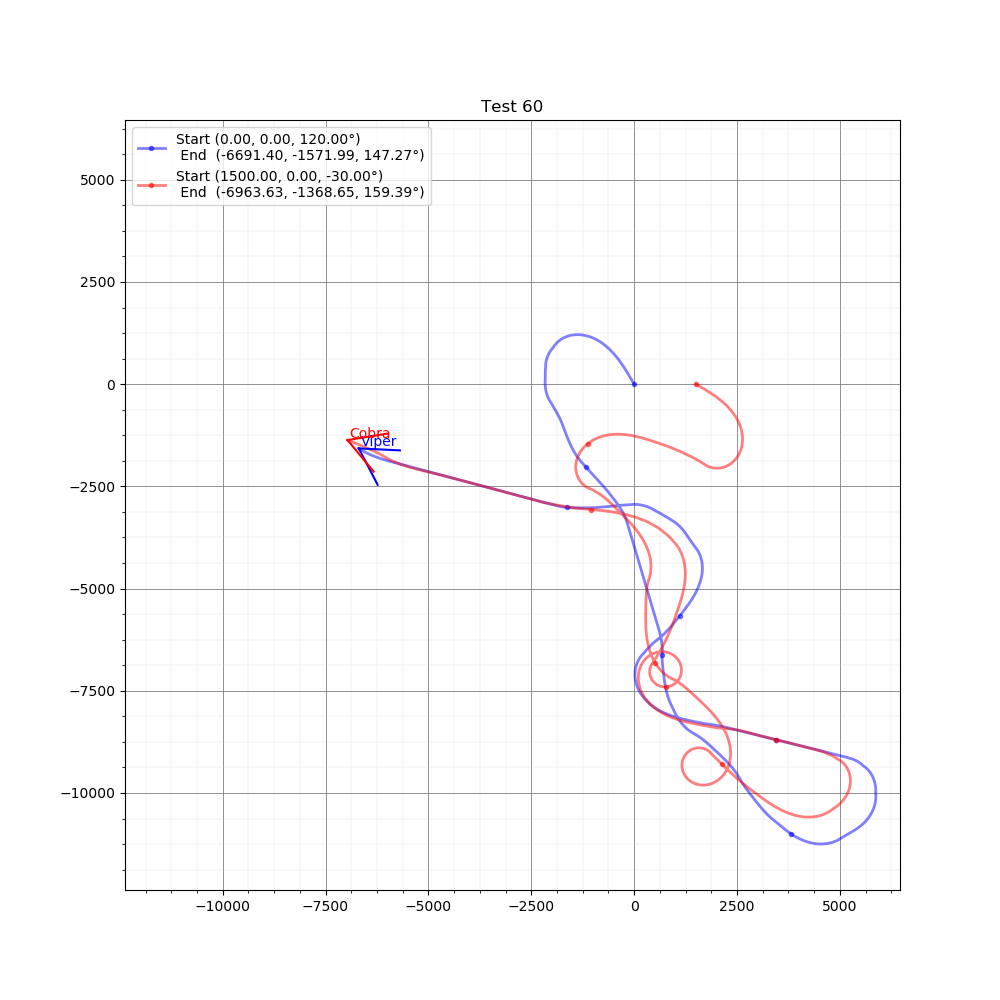 Test 60
Start (0.00, 0.00, 120.00°)
End (-6691.40, -1571.99, 147.27°)
Start (1500.00, 0.00, -30.00°)
End (-6963.63, -1368.65, 159.39°)
5000
2500
0
Cobra
Viper
−2500
−5000
−7500
−10000
−10000 −7500 −5000 −2500 0 2500 5000